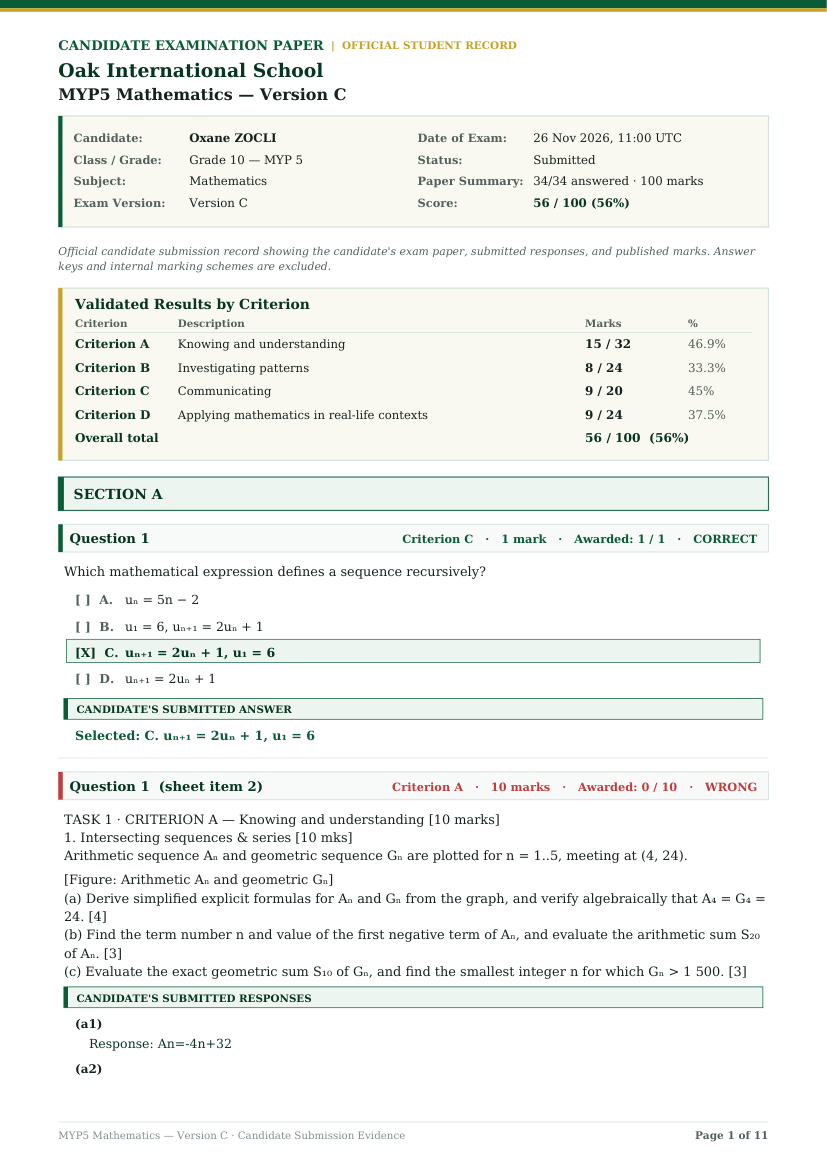 CANDIDATE EXAMINATION PAPER | OFFICIAL STUDENT RECORD
Oak International School
MYP5 Mathematics — Version C
Candidate: Oxane ZOCLI Date of Exam: 26 Nov 2026, 11:00 UTC
Class / Grade: Grade 10 — MYP 5 Status: Submitted
Subject: Mathematics Paper Summary: 34/34 answered · 100 marks
Exam Version: Version C Score: 56 / 100 (56%)
Official candidate submission record showing the candidate's exam paper, submitted responses, and published marks. Answer
keys and internal marking schemes are excluded.
Validated Results by Criterion
Criterion Description Marks %
Criterion A Knowing and understanding 15 / 32 46.9%
Criterion B Investigating patterns 8 / 24 33.3%
Criterion C Communicating 9 / 20 45%
Criterion D Applying mathematics in real-life contexts 9 / 24 37.5%
Overall total 56 / 100 (56%)
SECTION A
Question 1 Criterion C · 1 mark · Awarded: 1 / 1 · CORRECT
Which mathematical expression defines a sequence recursively?
[ ] A. uₙ = 5n − 2
[ ] B. u₁ = 6, uₙ₊₁ = 2uₙ + 1
[X] C. uₙ₊₁ = 2uₙ + 1, u₁ = 6
[ ] D. uₙ₊₁ = 2uₙ + 1
CANDIDATE'S SUBMITTED ANSWER
Selected: C. uₙ₊₁ = 2uₙ + 1, u₁ = 6
Question 1 (sheet item 2) Criterion A · 10 marks · Awarded: 0 / 10 · WRONG
TASK 1 · CRITERION A — Knowing and understanding [10 marks]
1. Intersecting sequences & series [10 mks]
Arithmetic sequence Aₙ and geometric sequence Gₙ are plotted for n = 1..5, meeting at (4, 24).
[Figure: Arithmetic Aₙ and geometric Gₙ]
(a) Derive simplified explicit formulas for Aₙ and Gₙ from the graph, and verify algebraically that A₄ = G₄ =
24. [4]
(b) Find the term number n and value of the first negative term of Aₙ, and evaluate the arithmetic sum S₂₀
of Aₙ. [3]
(c) Evaluate the exact geometric sum S₁₀ of Gₙ, and find the smallest integer n for which Gₙ > 1 500. [3]
CANDIDATE'S SUBMITTED RESPONSES
(a1)
Response: An=-4n+32
(a2)
MYP5 Mathematics — Version C · Candidate Submission Evidence Page 1 of 11